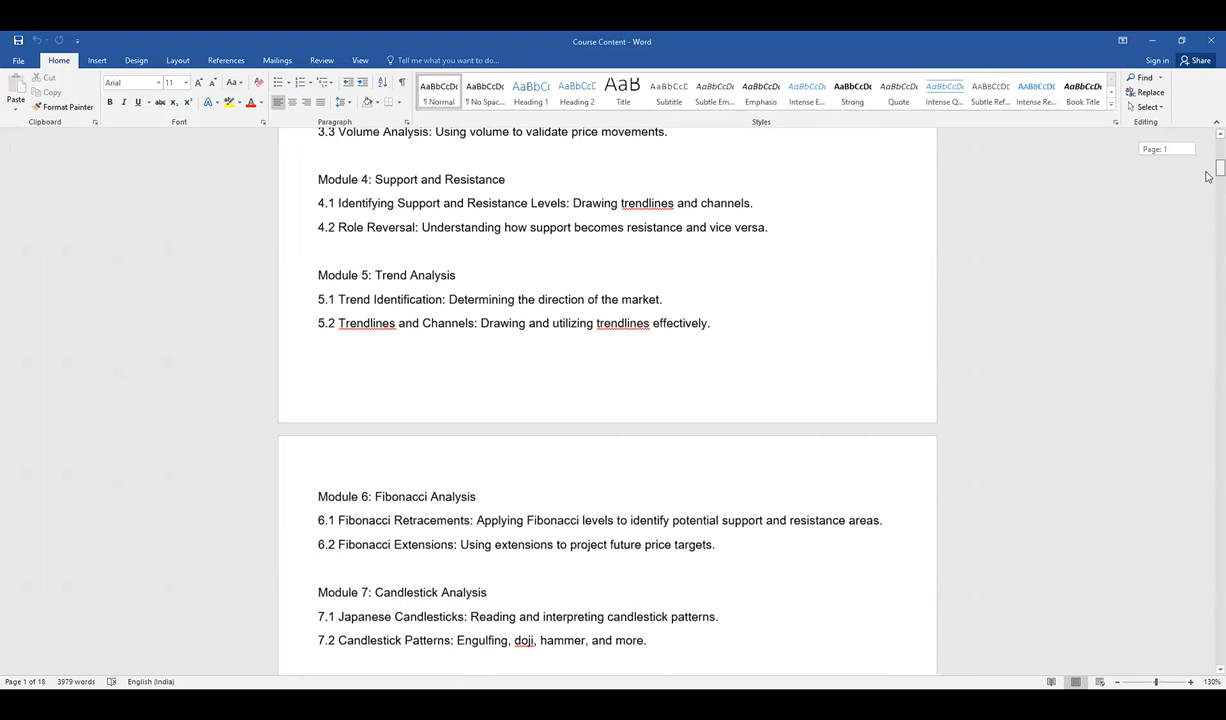 Course Content - Word
File Home Insert Design Layout References Mailings Review View Tell me what you want to do... Sign in Share
Paste Cut Copy Format Painter Clipboard
Arial 11 Font
Paragraph
AaBbCcDc AaBbCcDc AaBbCc AaBbCcE AaB AaBbCcD AaBbCcDc AaBbCcDc AaBbCcDc AaBbCcDc AaBbCcDc AaBbCcDc AaBbCcDc AaBbCcDc AaBbCcDc
¶ Normal ¶ No Spac... Heading 1 Heading 2 Title Subtitle Subtle Em... Emphasis Intense E... Strong Quote Intense Q... Subtle Ref... Intense Re... Book Title
Styles
Find
Replace
Select
Editing
Page: 1
3.3 Volume Analysis: Using volume to validate price movements.
Module 4: Support and Resistance
4.1 Identifying Support and Resistance Levels: Drawing trendlines and channels.
4.2 Role Reversal: Understanding how support becomes resistance and vice versa.
Module 5: Trend Analysis
5.1 Trend Identification: Determining the direction of the market.
5.2 Trendlines and Channels: Drawing and utilizing trendlines effectively.
Module 6: Fibonacci Analysis
6.1 Fibonacci Retracements: Applying Fibonacci levels to identify potential support and resistance areas.
6.2 Fibonacci Extensions: Using extensions to project future price targets.
Module 7: Candlestick Analysis
7.1 Japanese Candlesticks: Reading and interpreting candlestick patterns.
7.2 Candlestick Patterns: Engulfing, doji, hammer, and more.
Page 1 of 18 3979 words English (India) 130%